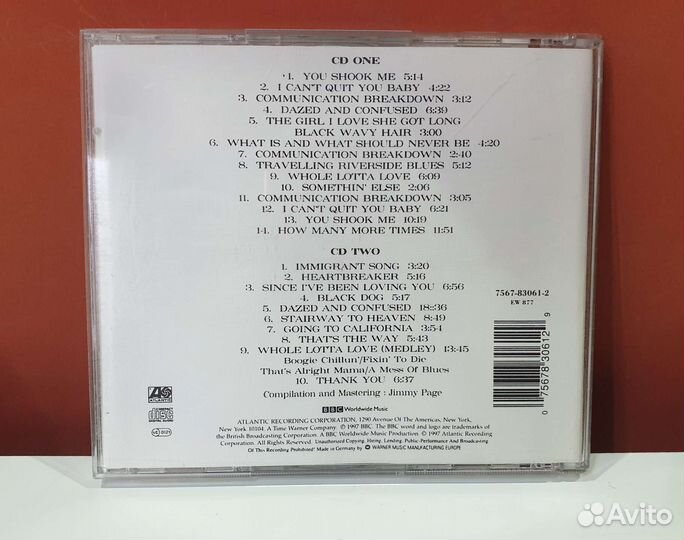 CD ONE
1. YOU SHOOK ME 5:14
2. I CAN'T QUIT YOU BABY 4:22
3. COMMUNICATION BREAKDOWN 3:12
4. DAZED AND CONFUSED 6:39
5. THE GIRL I LOVE SHE GOT LONG
BLACK WAVY HAIR 3:00
6. WHAT IS AND WHAT SHOULD NEVER BE 4:20
7. COMMUNICATION BREAKDOWN 2:40
8. TRAVELLING RIVERSIDE BLUES 5:12
9. WHOLE LOTTA LOVE 6:09
10. SOMETHIN' ELSE 2:06
11. COMMUNICATION BREAKDOWN 3:05
12. I CAN'T QUIT YOU BABY 6:21
13. YOU SHOOK ME 10:19
14. HOW MANY MORE TIMES 11:51
CD TWO
1. IMMIGRANT SONG 3:20
2. HEARTBREAKER 5:16
3. SINCE I'VE BEEN LOVING YOU 6:56
4. BLACK DOG 5:17
5. DAZED AND CONFUSED 18:36
6. STAIRWAY TO HEAVEN 8:49
7. GOING TO CALIFORNIA 3:54
8. THAT'S THE WAY 5:43
9. WHOLE LOTTA LOVE (MEDLEY) 13:45
Boogie Chillun'/Fixin' To Die
That's Alright Mama/A Mess Of Blues
10. THANK YOU 6:37
Compilation and Mastering : Jimmy Page
7567-83061-2
EW 877
0 75678 30612 9
ATLANTIC
COMPACT
disc
DIGITAL AUDIO
LC 0121
BBC Worldwide Music
ATLANTIC RECORDING CORPORATION, 1290 Avenue Of The Americas, New York,
New York 10104. A Time Warner Company ℗ 1997 BBC. The BBC word and logo are trademarks of
the British Broadcasting Corporation. A BBC Worldwide Music Production. © 1997 Atlantic Recording
Corporation. All Rights Reserved. Unauthorized Copying, Hiring, Lending, Public Performance And Broadcasting
Of This Recording Prohibited. Made in Germany by WARNER MUSIC MANUFACTURING EUROPE
Avito